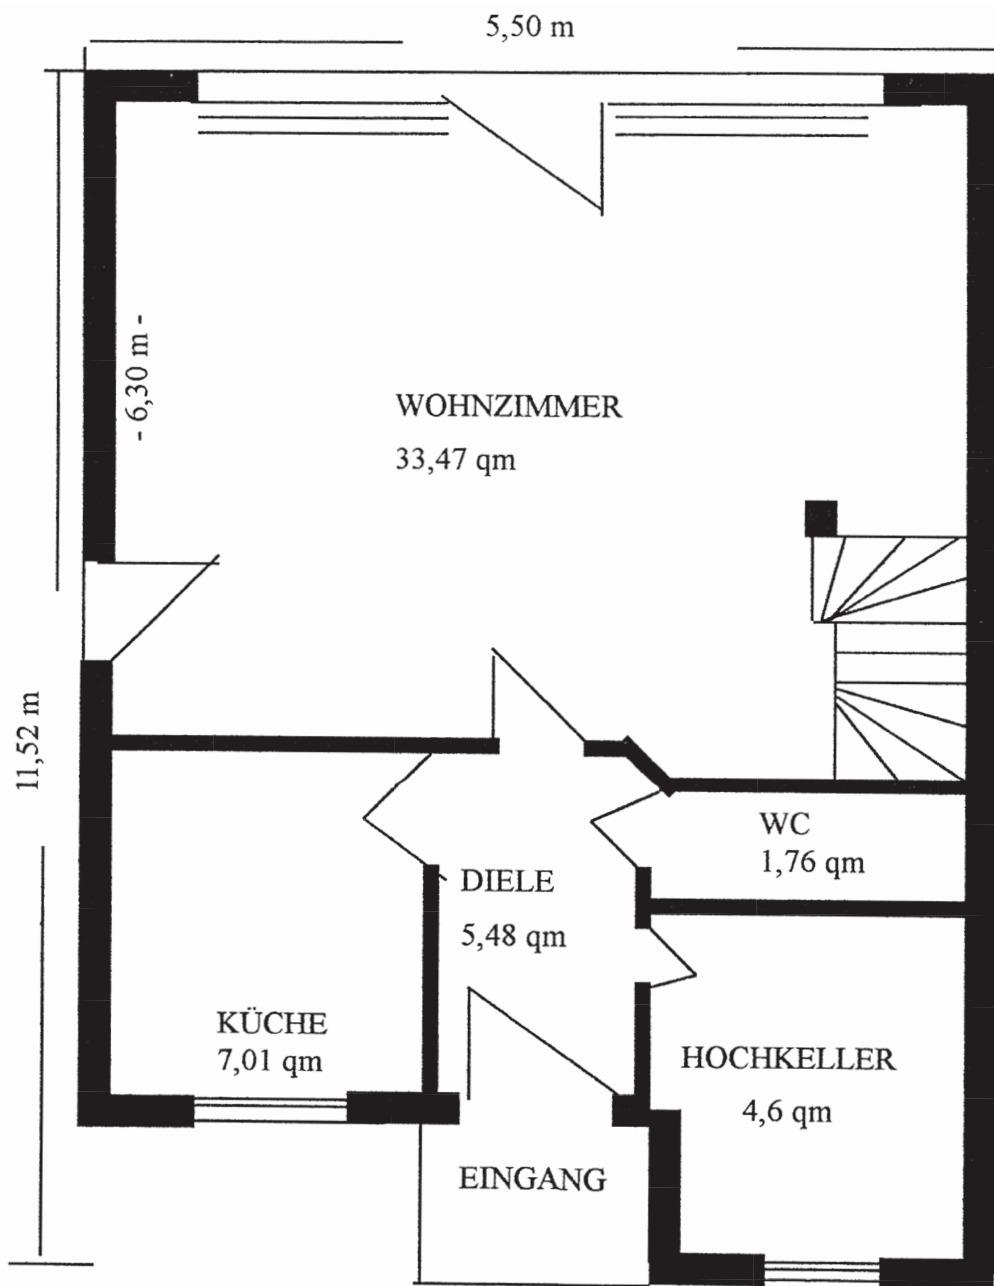 5,50 m
- 6,30 m -
WOHNZIMMER
33,47 qm
11,52 m
WC
1,76 qm
DIELE
5,48 qm
KÜCHE
7,01 qm
HOCHKELLER
4,6 qm
EINGANG